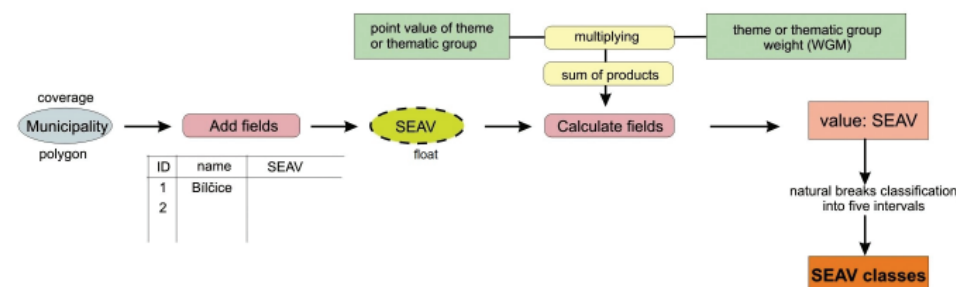 point value of theme
or thematic group
multiplying
theme or thematic group
weight (WGM)
sum of products
coverage
Municipality
polygon
Add fields
SEAV
float
Calculate fields
value: SEAV
ID name SEAV
1 Bílčice
2
natural breaks classification
into five intervals
SEAV classes